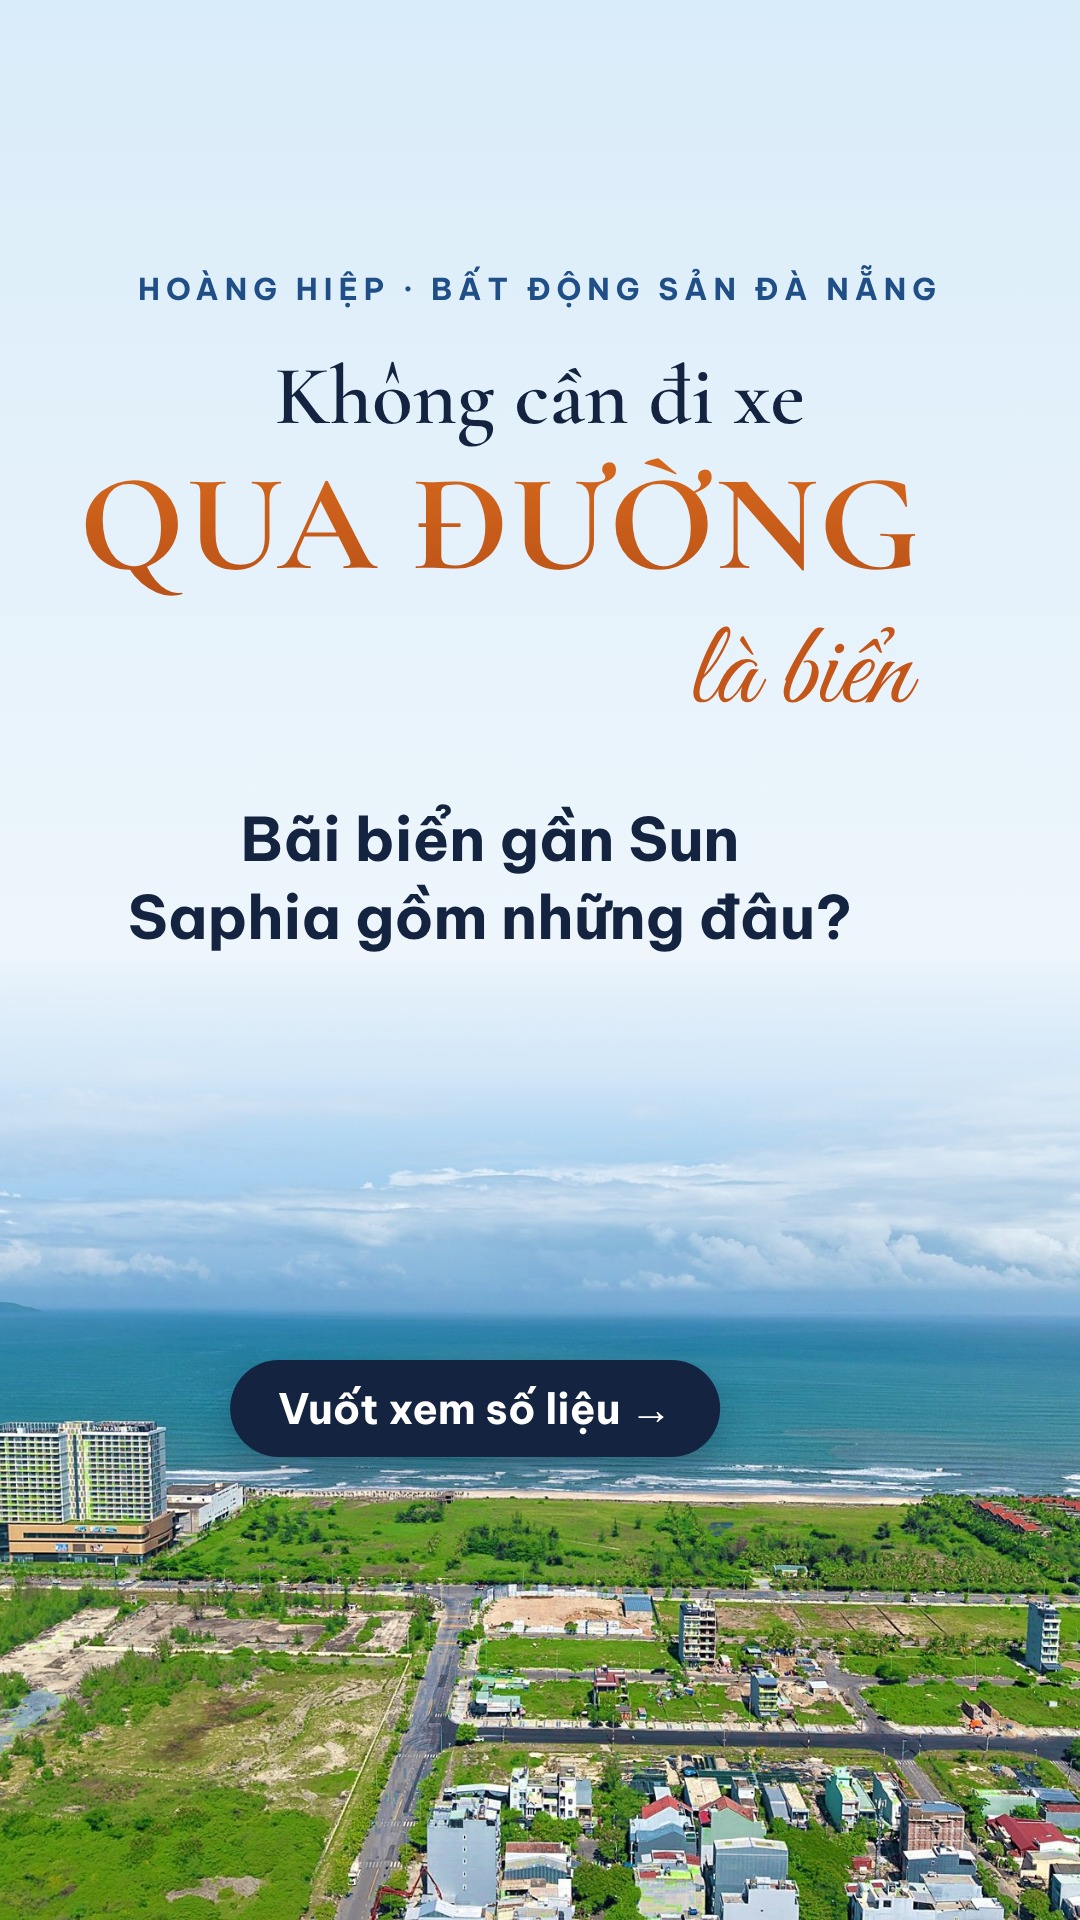 HOÀNG HIỆP · BẤT ĐỘNG SẢN ĐÀ NẴNG
Không cần đi xe
QUA ĐƯỜNG
là biển
Bãi biển gần Sun
Saphia gồm những đâu?
Vuốt xem số liệu →